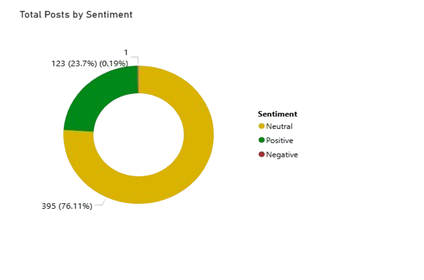 Total Posts by Sentiment
1
123 (23.7%) (0.19%)
Sentiment
Neutral
Positive
Negative
395 (76.11%)